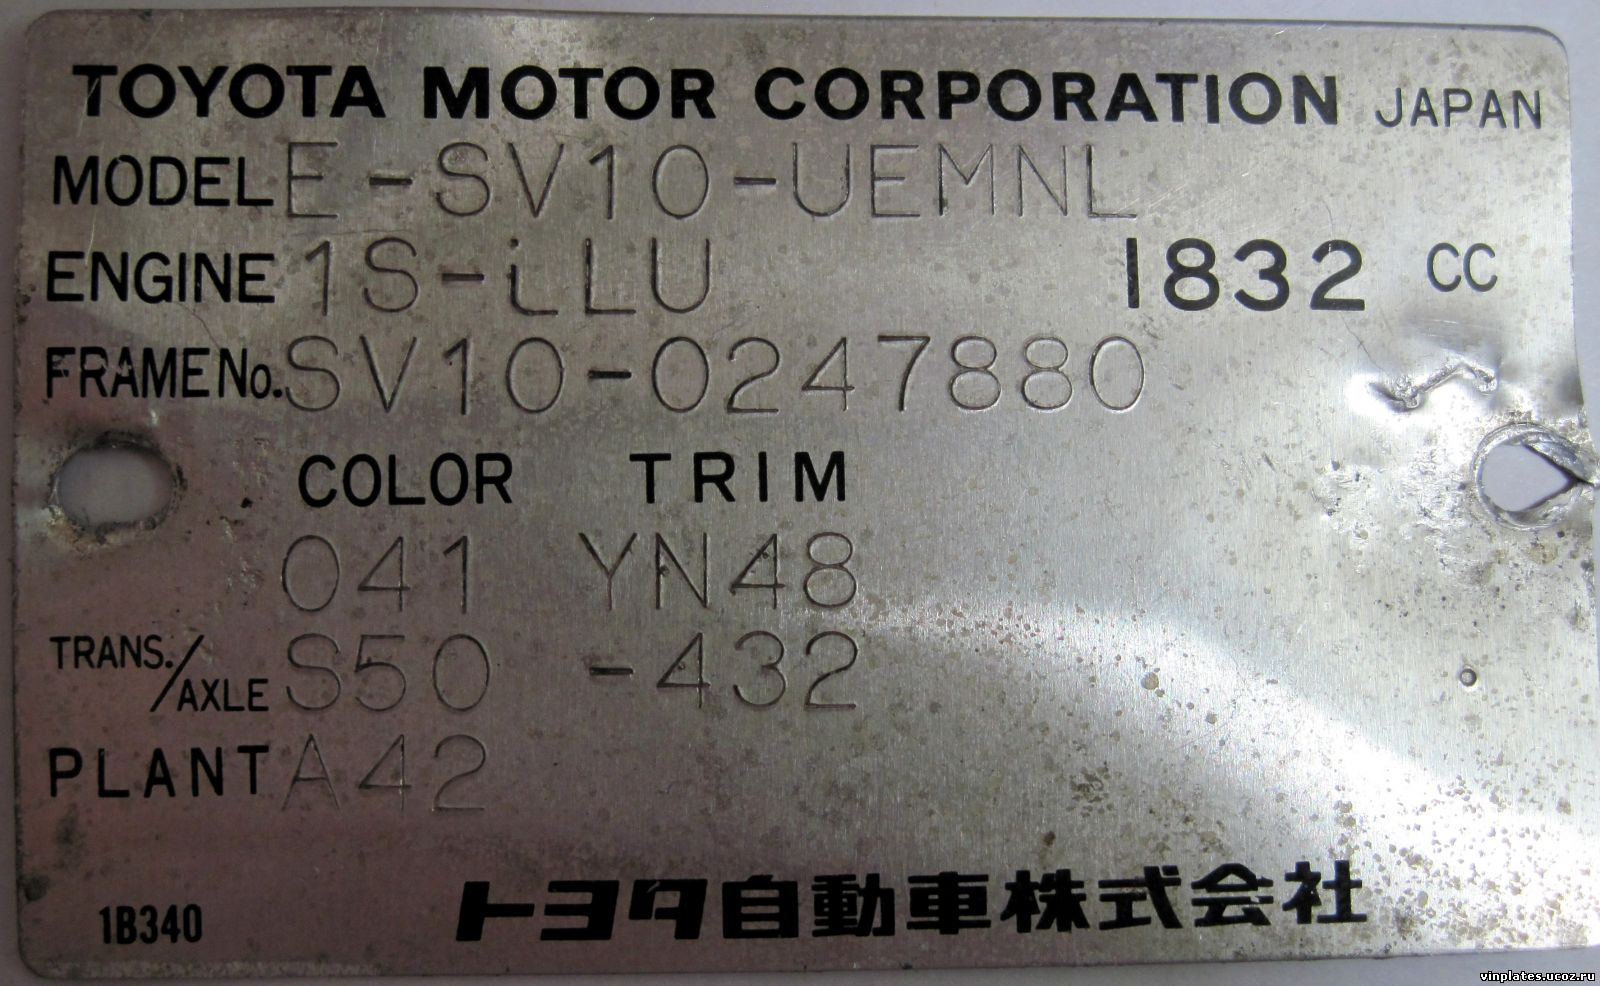 TOYOTA MOTOR CORPORATION JAPAN
MODEL E-SV10-UEMNL
ENGINE 1S-iLLU 1832 CC
FRAME No. SV10-0247880
COLOR TRIM
041 YN48
TRANS./AXLE S50 -432
PLANT A42
1B340 トヨタ自動車株式会社
vinplates.ucoz.ru